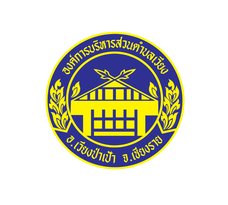 องค์การบริหารส่วนตำบลเวียง
อ.เวียงป่าเป้า จ.เชียงราย